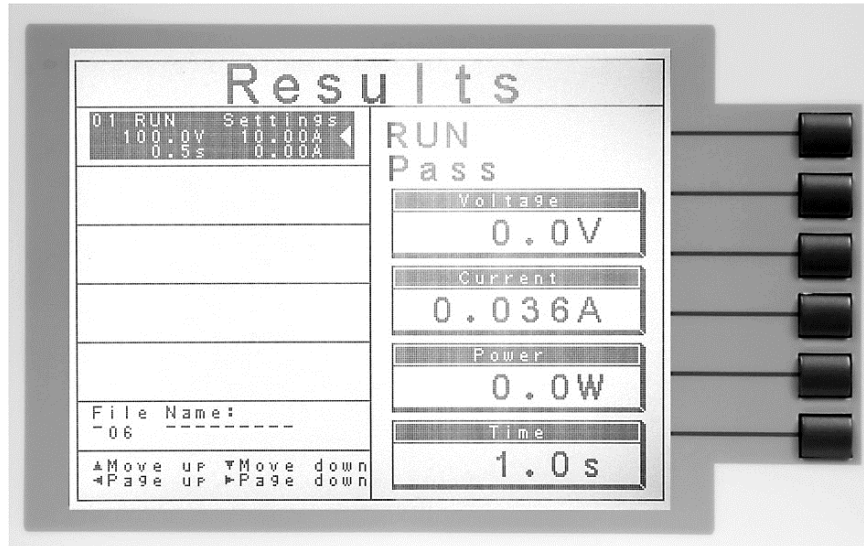 Results
01 RUN Settings
100.0V 10.00A ◀
0.5s 0.00A
File Name:
-06 ---------
▲Move up ▼Move down
◀Page up ▶Page down
RUN
Pass
Voltage
0.0V
Current
0.036A
Power
0.0W
Time
1.0s